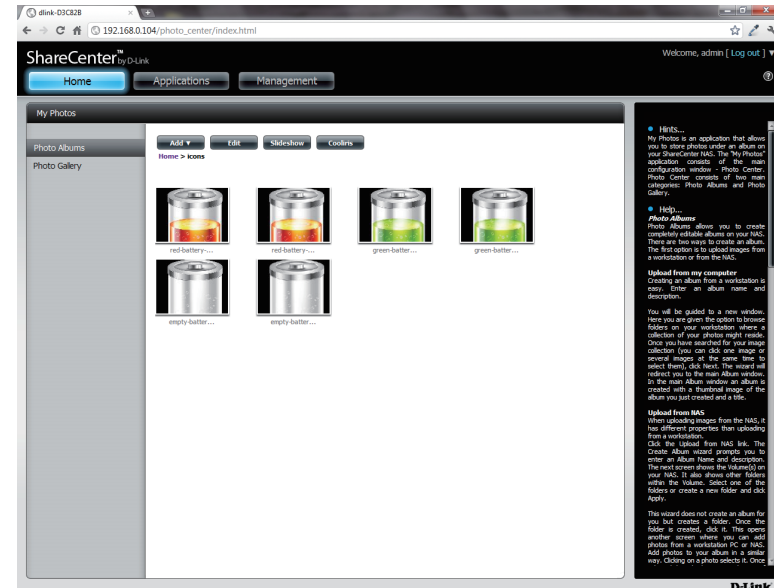 dlink-D3C82B
192.168.0.104/photo_center/index.html
ShareCenter™ by D-Link
Welcome, admin [ Log out ] ▼
Home Applications Management
My Photos
Photo Albums
Photo Gallery
Add ▼ Edit Slideshow Cooliris
Home > icons
red-battery-... red-battery-... green-batter... green-batter...
empty-batter... empty-batter...
Hints...
My Photos is an application that allows
you to store photos under an album on
your ShareCenter NAS. The "My Photos"
application consists of the main
configuration window - Photo Center.
Photo Center consists of two main
categories: Photo Albums and Photo
Gallery.
Help...
Photo Albums
Photo Albums allows you to create
completely editable albums on your NAS.
There are two ways to create an album.
The first option is to upload images from
a workstation or from the NAS.
Upload from my computer
Creating an album from a workstation is
easy. Enter an album name and
description.
You will be guided to a new window.
Here you are given the option to browse
folders on your workstation where a
collection of your photos might reside.
Once you have searched for your image
collection (you can click one image or
several images at the same time to
select them), click Next. The wizard will
redirect you to the main Album window.
In the main Album window an album is
created with a thumbnail image of the
album you just created and a title.
Upload from NAS
When uploading images from the NAS, it
has different properties than uploading
from a workstation.
Click the Upload from NAS link. The
Create Album wizard prompts you to
enter an Album Name and description.
The next screen shows the Volume(s) on
your NAS. It also shows other folders
within the Volume. Select one of the
folders or create a new folder and click
Apply.
This wizard does not create an album for
you but creates a folder. Once the
folder is created, click it. This opens
another screen where you can add
photos from a workstation PC or NAS.
Add photos to your album in a similar
way. Clicking on a photo selects it. Once
D-Link